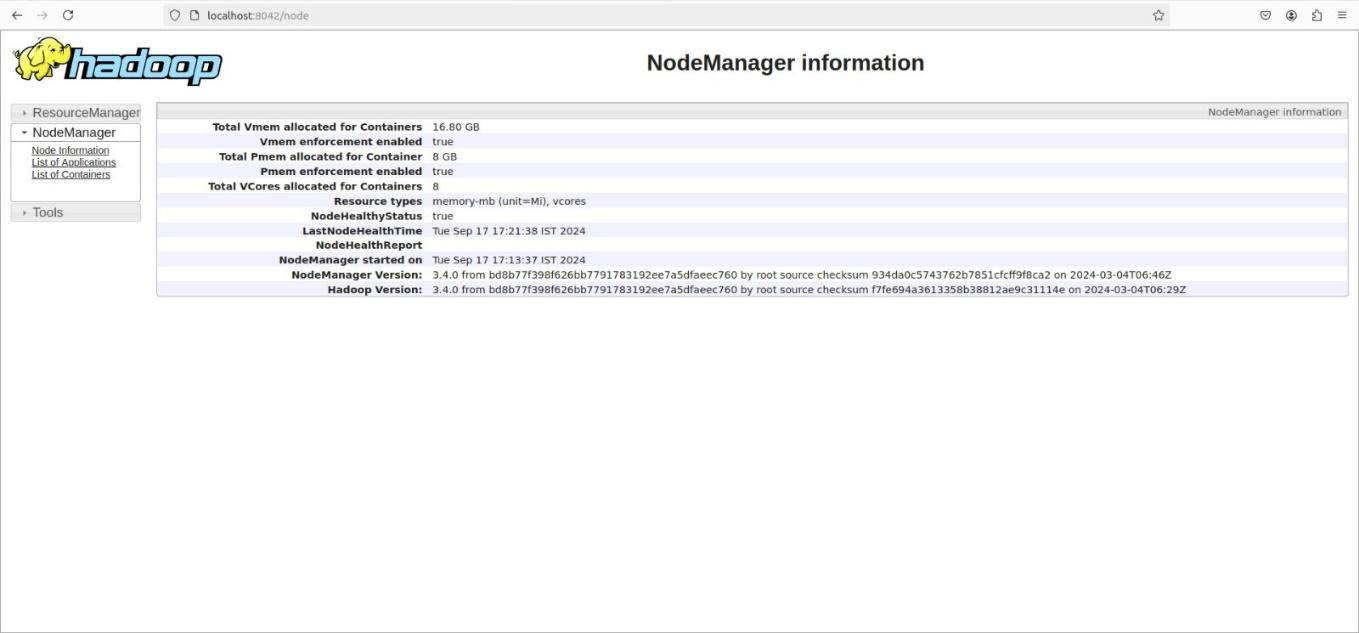 localhost:8042/node
hadoop
NodeManager information
ResourceManager
NodeManager
Node Information
List of Applications
List of Containers
Tools
NodeManager information
Total Vmem allocated for Containers 16.80 GB
Vmem enforcement enabled true
Total Pmem allocated for Container 8 GB
Pmem enforcement enabled true
Total VCores allocated for Containers 8
Resource types memory-mb (unit=Mi), vcores
NodeHealthyStatus true
LastNodeHealthTime Tue Sep 17 17:21:38 IST 2024
NodeHealthReport
NodeManager started on Tue Sep 17 17:13:37 IST 2024
NodeManager Version: 3.4.0 from bd8b77f398f626bb7791783192ee7a5dfaeec760 by root source checksum 934da0c5743762b7851cfcff9f8ca2 on 2024-03-04T06:46Z
Hadoop Version: 3.4.0 from bd8b77f398f626bb7791783192ee7a5dfaeec760 by root source checksum f7fe694a3613358b38812ae9c31114e on 2024-03-04T06:29Z